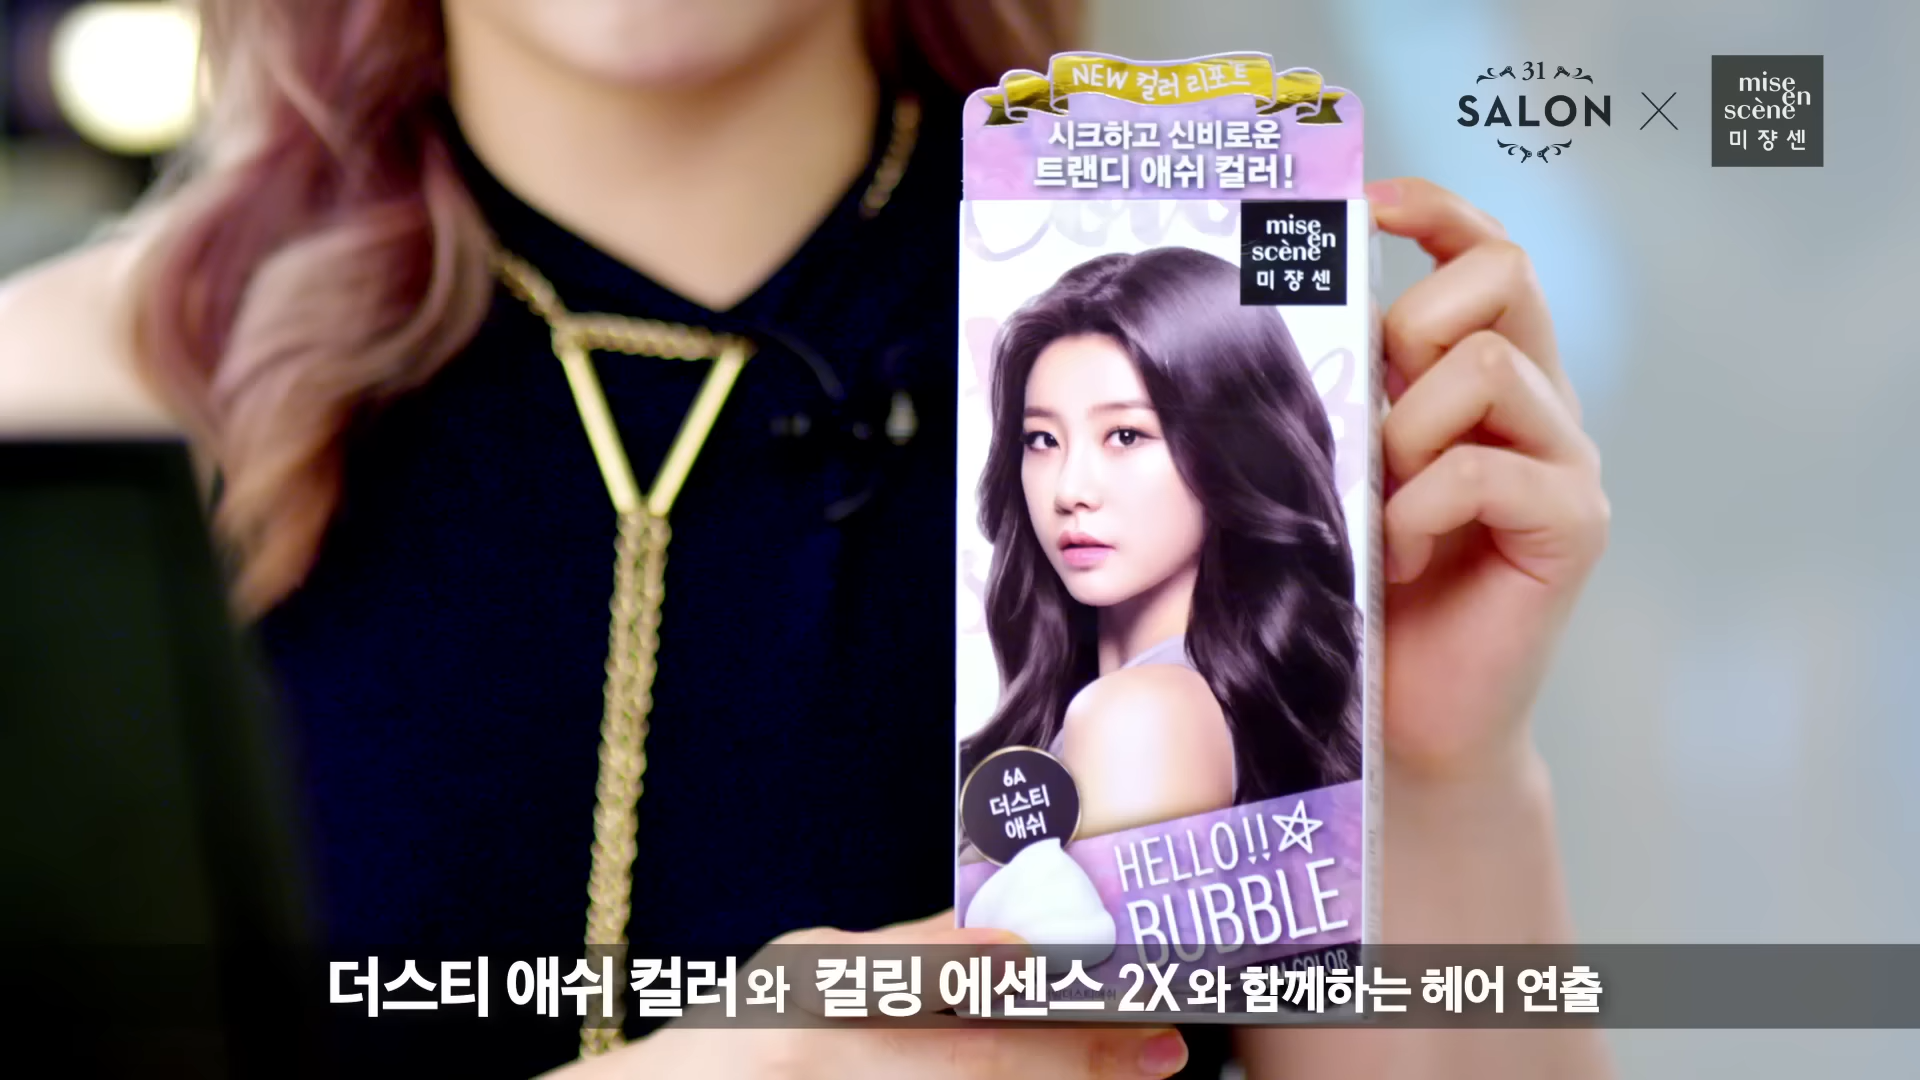 NEW 컬러 리포트
시크하고 신비로운
트랜디 애쉬 컬러!
mise
en
scène
미쟝센
6A
더스티
애쉬
HELLO!!
BUBBLE
COLOR
31
SALON
mise
en
scène
미쟝센
더스티 애쉬 컬러와 컬링 에센스 2X와 함께하는 헤어 연출